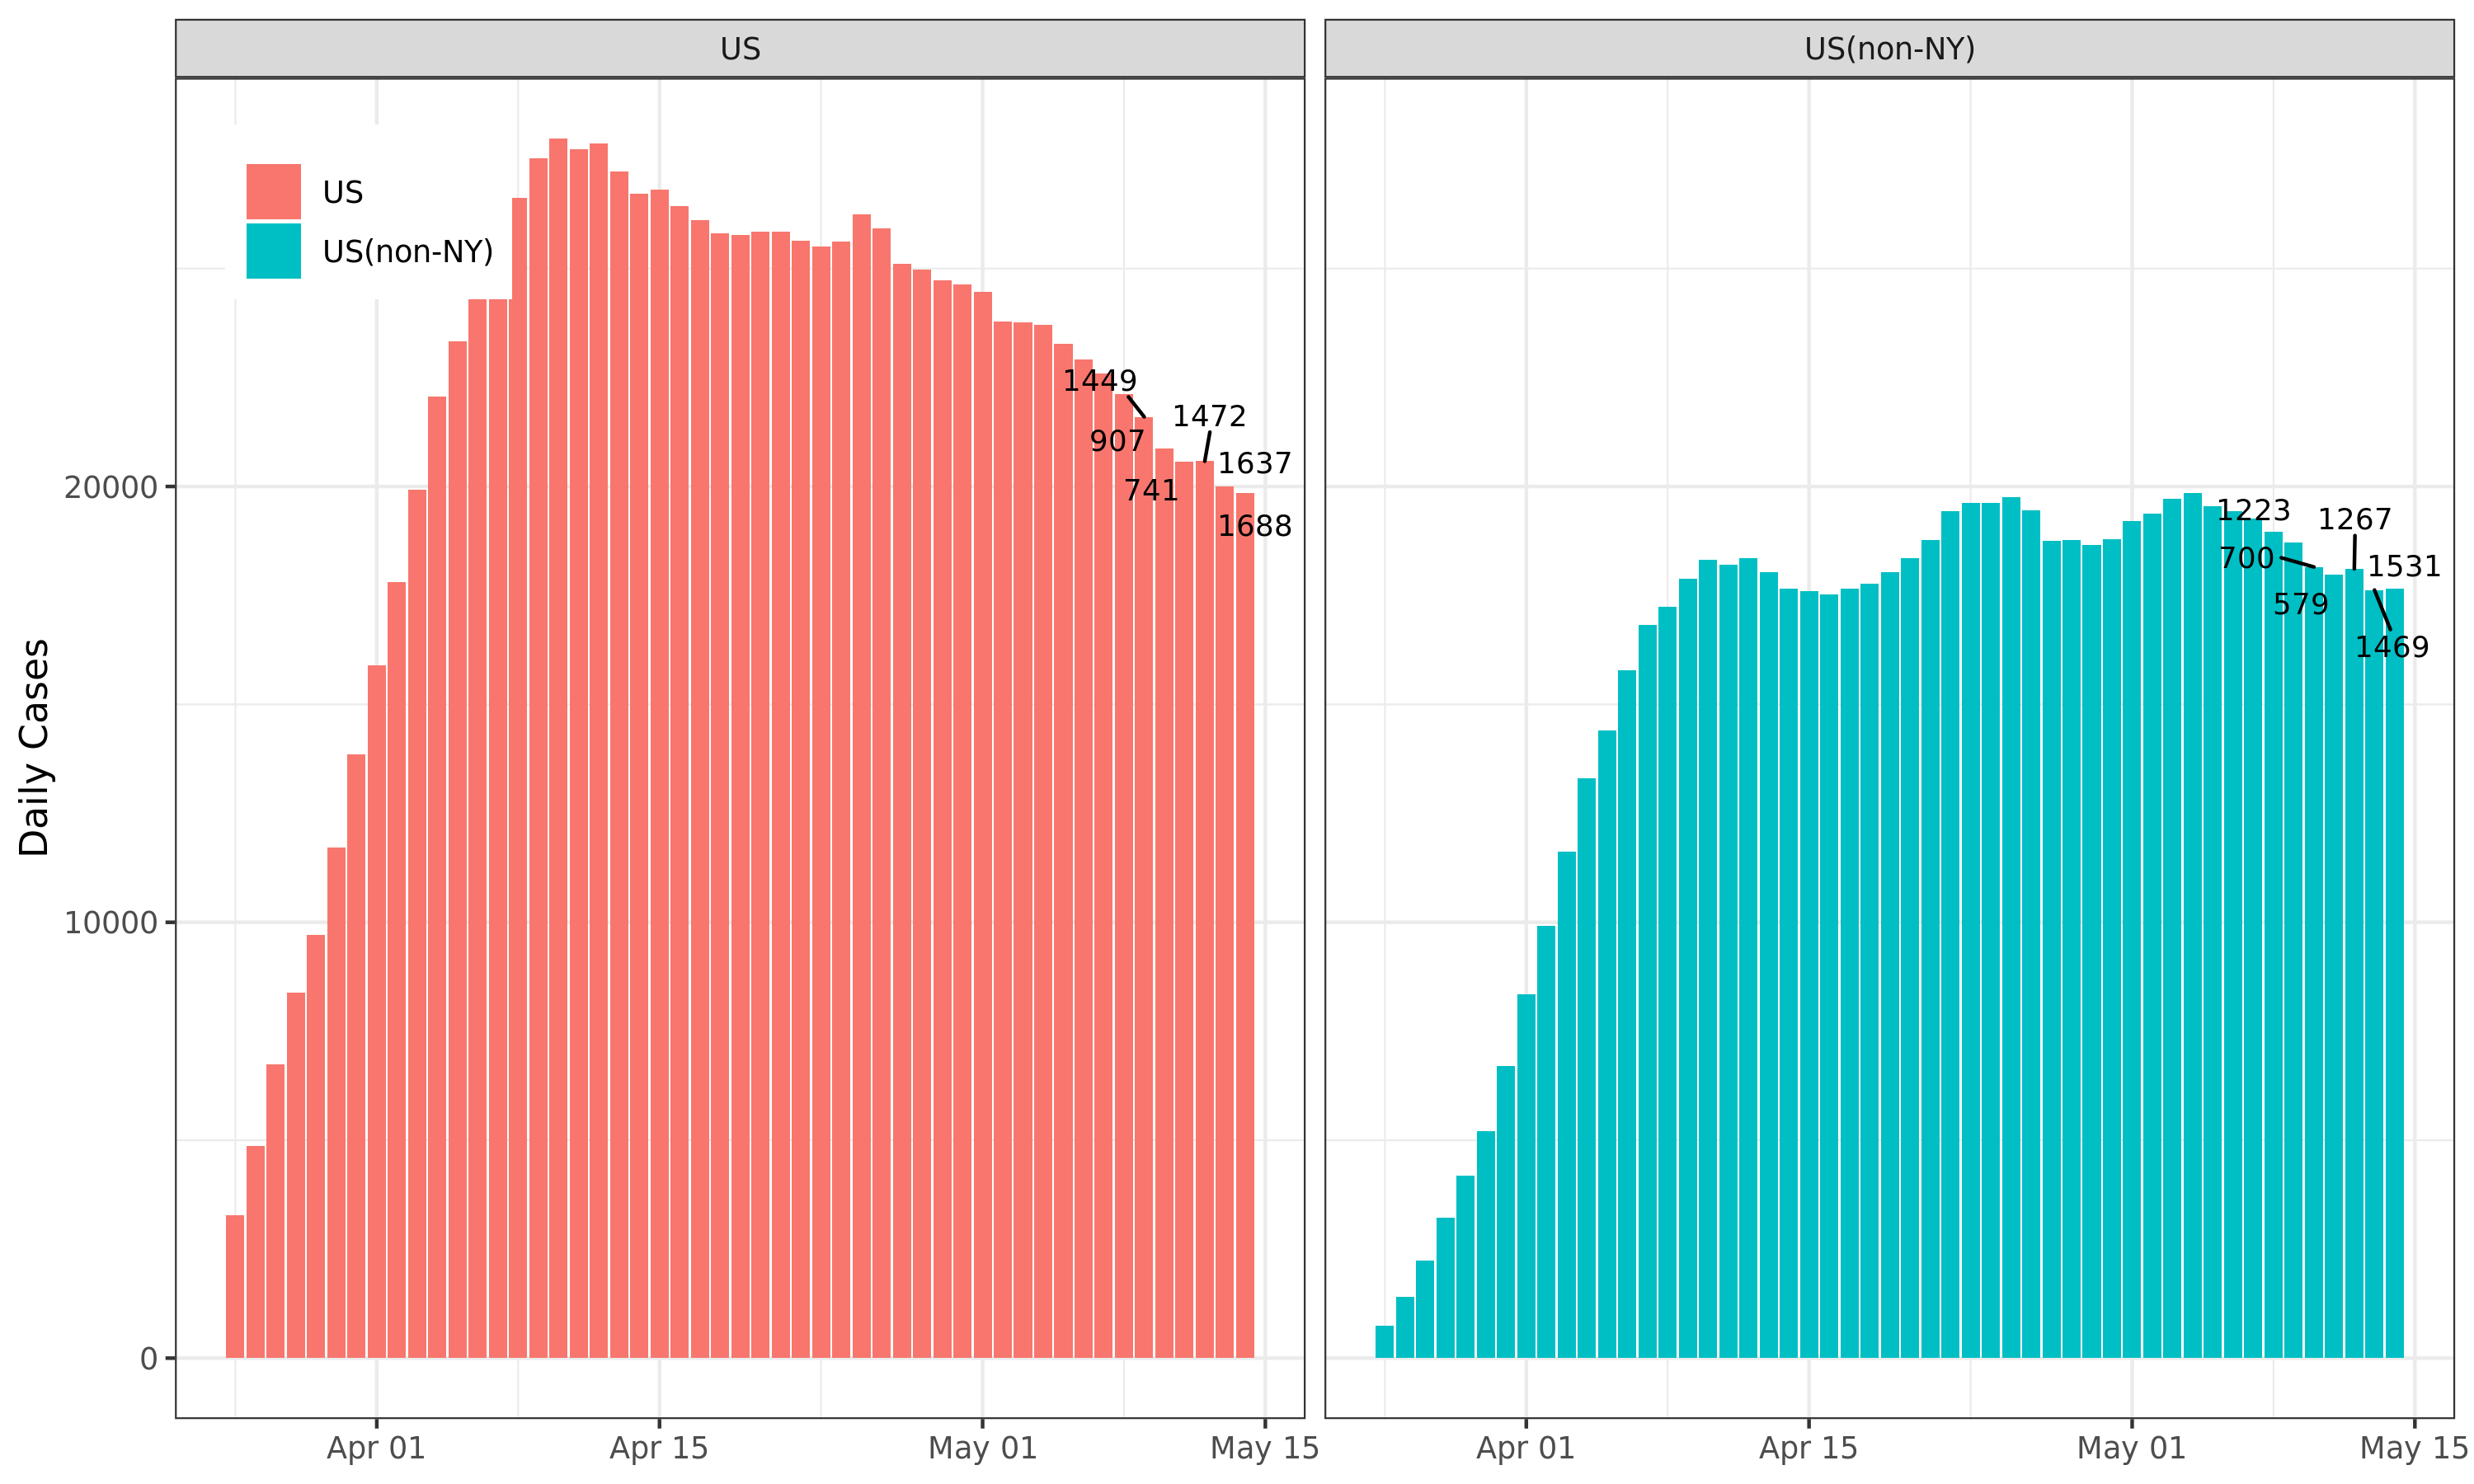 US
US(non-NY)
US
US(non-NY)
Daily Cases
20000
10000
0
1449
1472
907
1637
741
1688
1223
1267
700
1531
579
1469
Apr 01
Apr 15
May 01
May 15
Apr 01
Apr 15
May 01
May 15